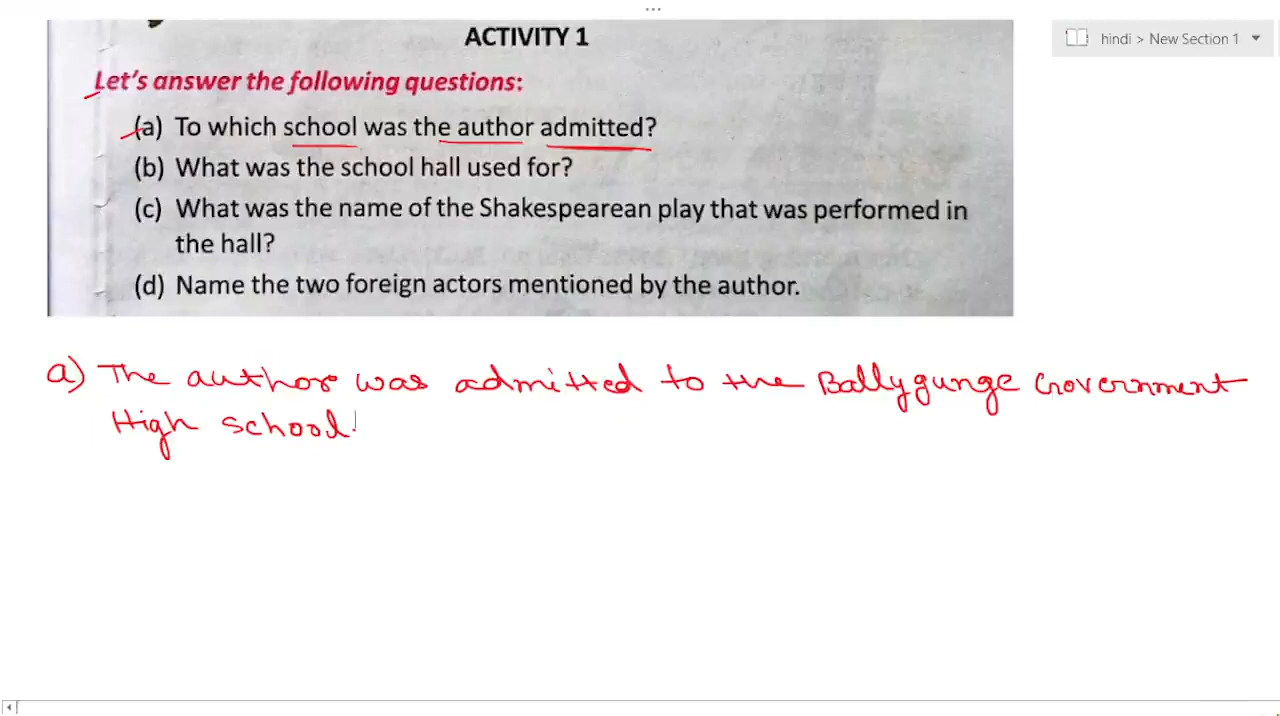 ...
ACTIVITY 1
hindi > New Section 1
Let's answer the following questions:
(a) To which school was the author admitted?
(b) What was the school hall used for?
(c) What was the name of the Shakespearean play that was performed in
the hall?
(d) Name the two foreign actors mentioned by the author.
a) The author was admitted to the Ballygunge Government
High school